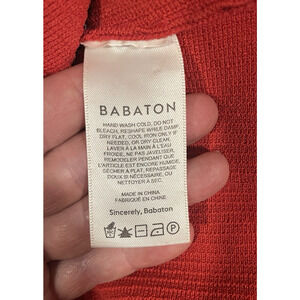 BABATON
HAND WASH COLD, DO NOT
BLEACH, RESHAPE WHILE DAMP,
DRY FLAT, COOL IRON ONLY IF
NEEDED, OR DRY CLEAN.
LAVER À LA MAIN À L'EAU
FROIDE, NE PAS JAVELISER,
REMODELER PENDANT QUE
L'ARTICLE EST ENCORE HUMIDE,
SÉCHER À PLAT, REPASSAGE
DOUX SI NÉCESSAIRE, OU
NETTOYER À SEC.
MADE IN CHINA.
FABRIQUÉ EN CHINE.
Sincerely, Babaton
P